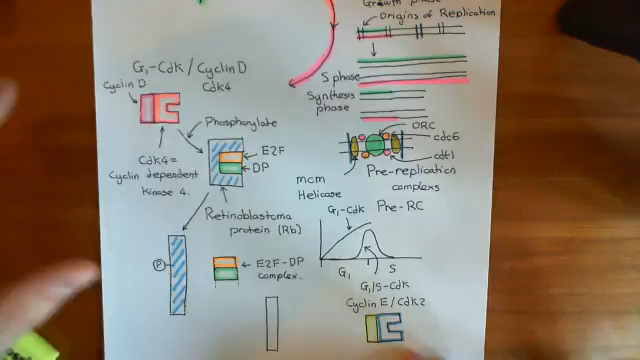 Growth phase
Origins of Replication
G₁-Cdk / Cyclin D
Cdk4
Cyclin D
Phosphorylate
Cdk4 =
Cyclin dependent
kinase 4.
E2F
DP
Retinoblastoma
protein (Rb)
P
E2F-DP
complex.
S phase
Synthesis
phase
ORC
cdc6
cdt1
Pre-replication
complexes
mcm
Helicase
Pre-RC
G₁-Cdk
G₁
S
G₁/S-Cdk
Cyclin E/Cdk2